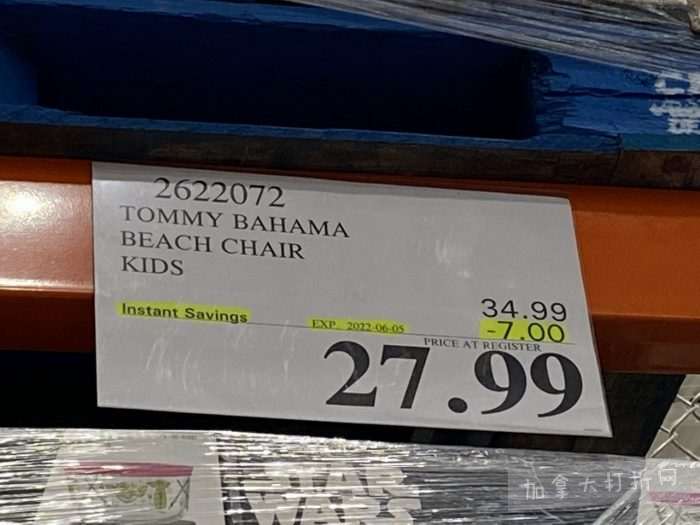 2622072
TOMMY BAHAMA
BEACH CHAIR
KIDS
34.99
Instant Savings EXP. 2022-06-05 -7.00
PRICE AT REGISTER
27.99
STAR
WARS
加拿大打折网